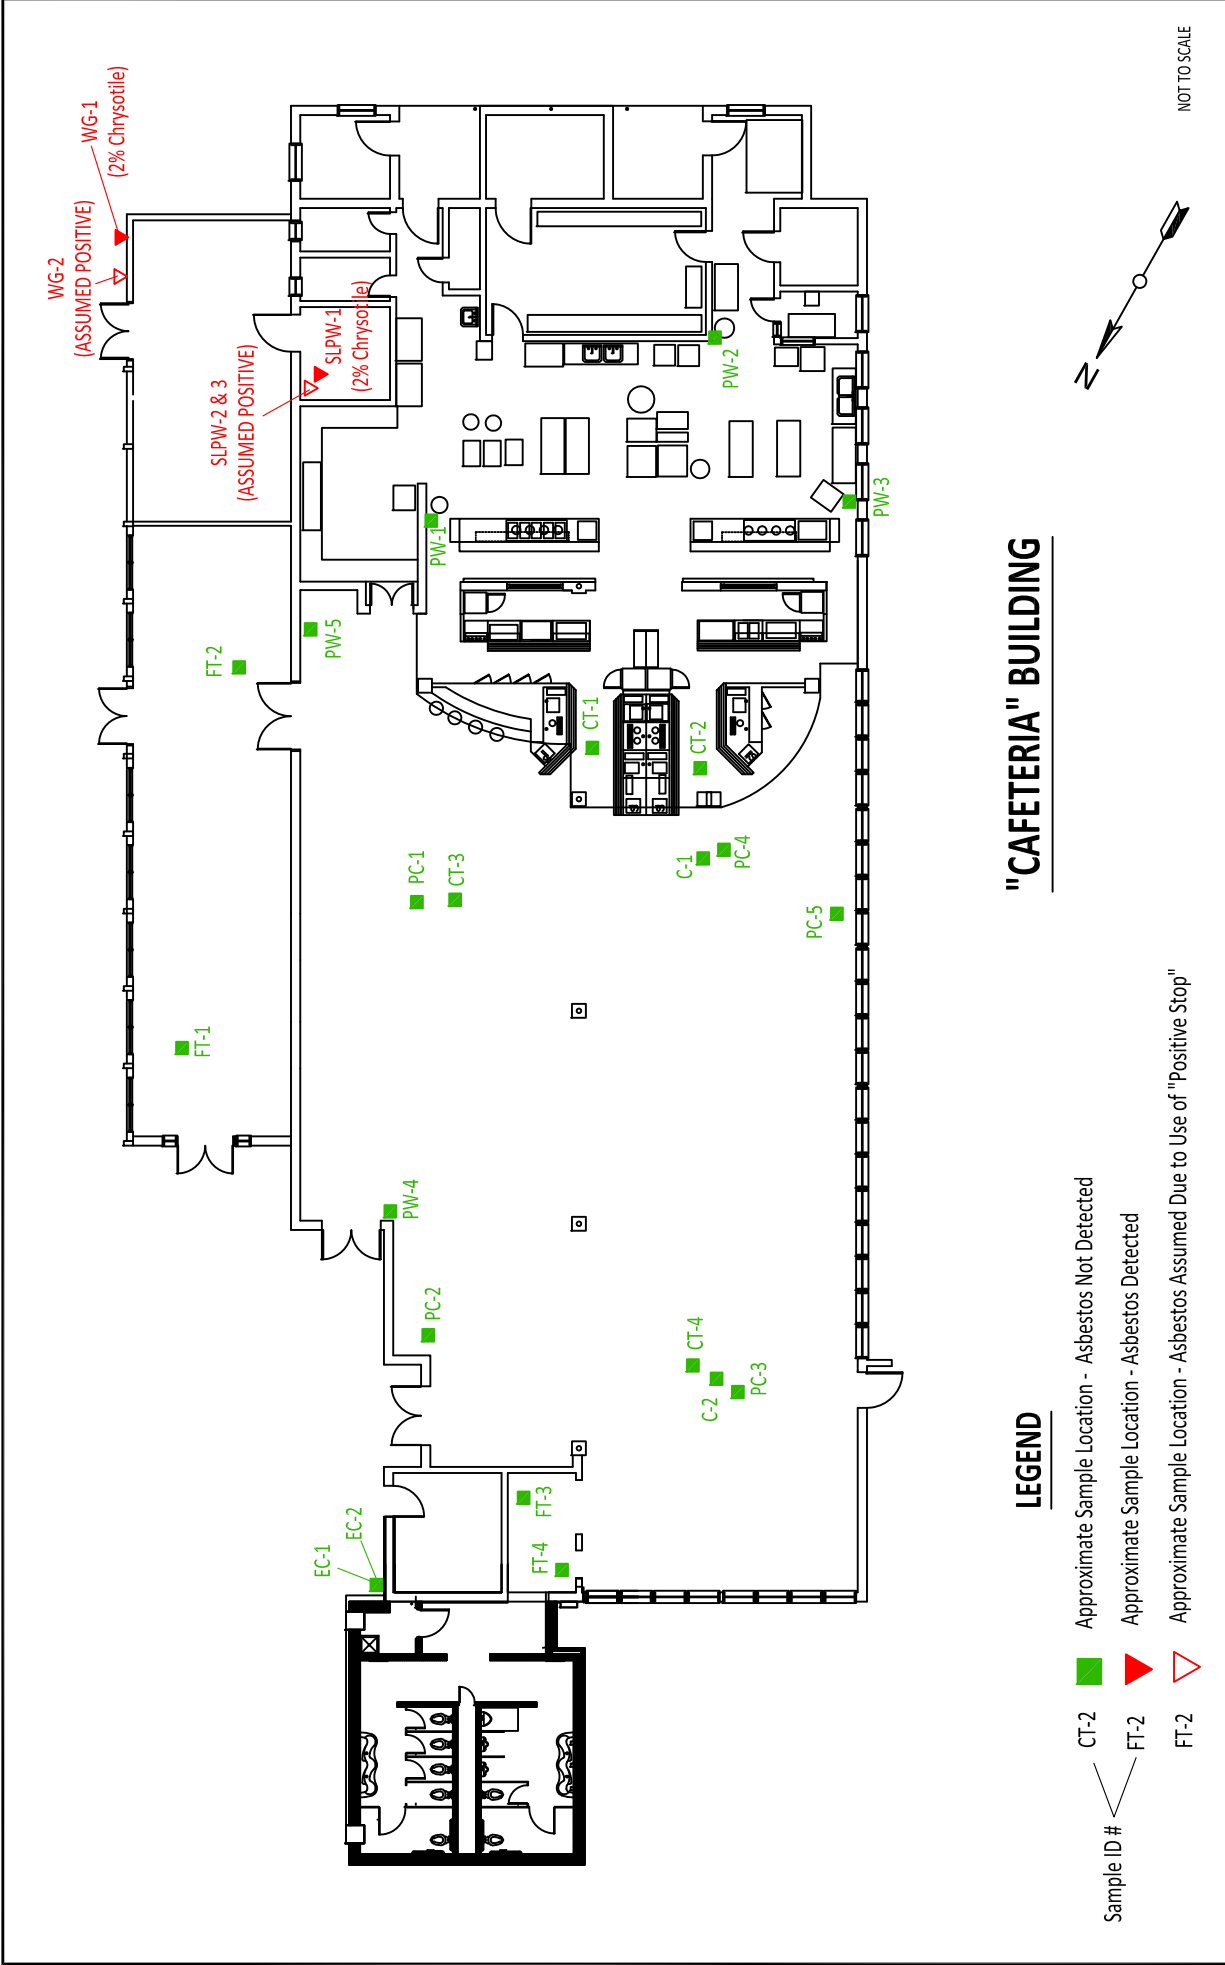 WG-1
(2% Chrysotile)
WG-2
(ASSUMED POSITIVE)
SLPW-1
(2% Chrysotile)
SLPW-2 & 3
(ASSUMED POSITIVE)
PW-2
PW-3
PW-1
PW-5
FT-2
CT-1
CT-2
PC-1
CT-3
C-1
PC-4
PC-5
FT-1
PW-4
PC-2
CT-4
C-2
PC-3
FT-3
FT-4
EC-1
EC-2
"CAFETERIA" BUILDING
N
NOT TO SCALE
LEGEND
Sample ID #
CT-2 Approximate Sample Location - Asbestos Not Detected
FT-2 Approximate Sample Location - Asbestos Detected
FT-2 Approximate Sample Location - Asbestos Assumed Due to Use of "Positive Stop"